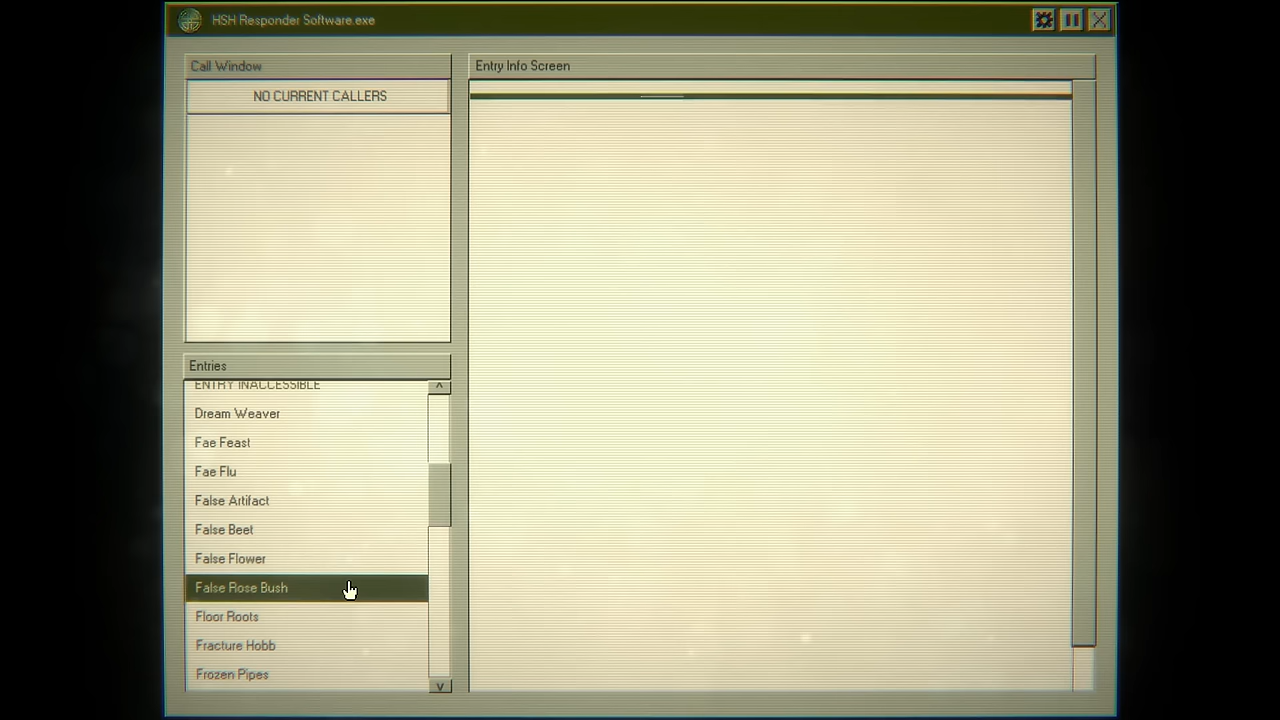 HSH Responder Software.exe
Call Window
NO CURRENT CALLERS
Entry Info Screen
Entries
ENTRY INACCESSIBLE
Dream Weaver
Fae Feast
Fae Flu
False Artifact
False Beet
False Flower
False Rose Bush
Floor Roots
Fracture Hobb
Frozen Pipes